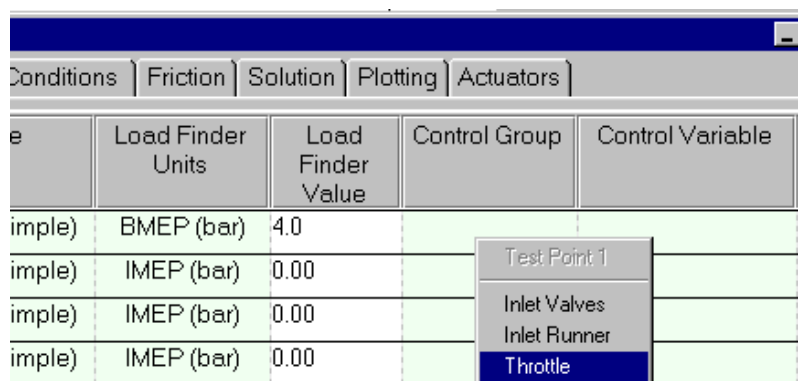 Conditions Friction Solution Plotting Actuators
e Load Finder Units Load Finder Value Control Group Control Variable
imple) BMEP (bar) 4.0
Test Point 1
imple) IMEP (bar) 0.00
Inlet Valves
imple) IMEP (bar) 0.00
Inlet Runner
imple) IMEP (bar) 0.00
Throttle